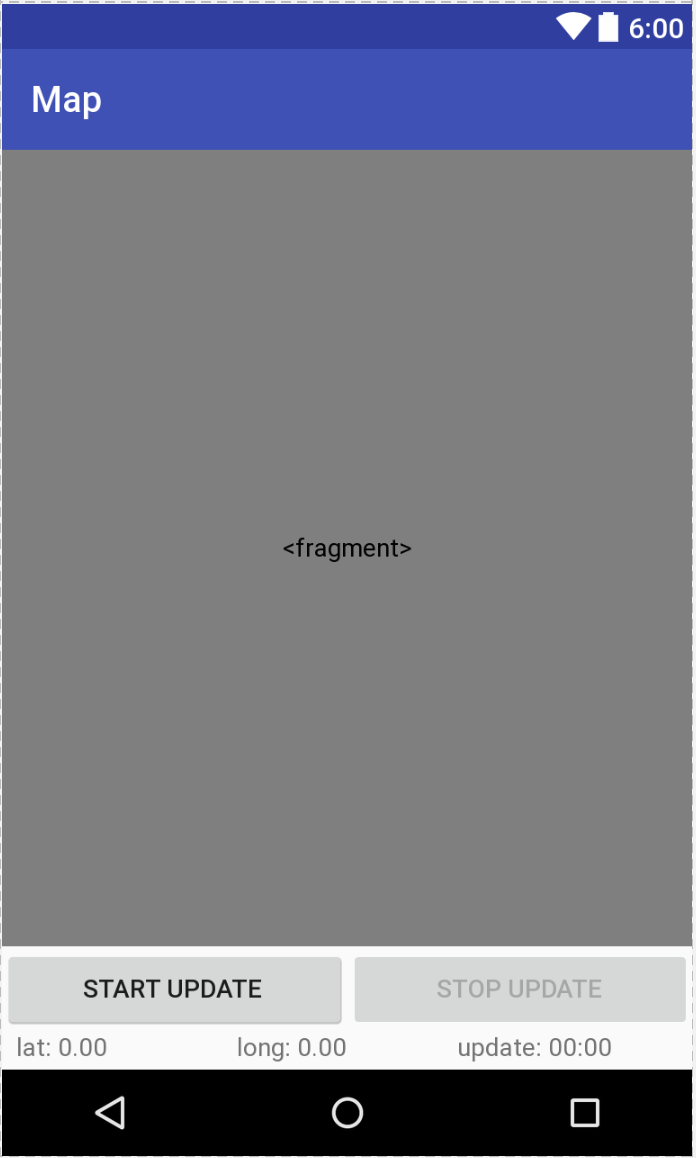 6:00
Map
<fragment>
START UPDATE STOP UPDATE
lat: 0.00 long: 0.00 update: 00:00